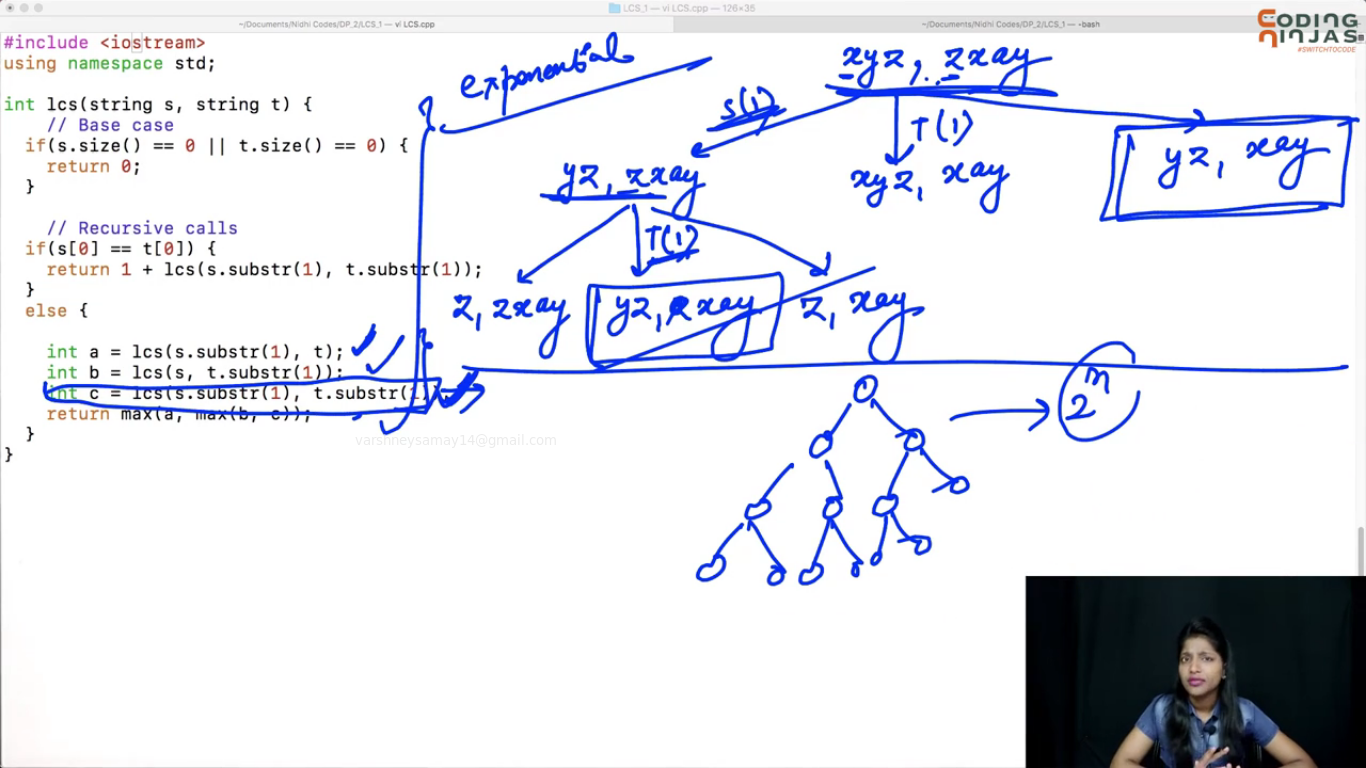 LCS_1 — vi LCS.cpp — 126×35
~/Documents/Nidhi Codes/DP_2/LCS_1 — vi LCS.cpp
~/Documents/Nidhi Codes/DP_2/LCS_1 — -bash
CODING
NINJAS
#SWITCHTOCODE
#include <iostream>
using namespace std;
int lcs(string s, string t) {
// Base case
if(s.size() == 0 || t.size() == 0) {
return 0;
}
// Recursive calls
if(s[0] == t[0]) {
return 1 + lcs(s.substr(1), t.substr(1));
}
else {
int a = lcs(s.substr(1), t);
int b = lcs(s, t.substr(1));
int c = lcs(s.substr(1), t.substr(1));
return max(a, max(b, c));
}
}
varshneysamay14@gmail.com
exponential
xyz, zxay
S(1)
T(1)
yz, zxay
xyz, xay
yz, xay
T(1)
z, zxay
yz, xay
z, xay
2^n